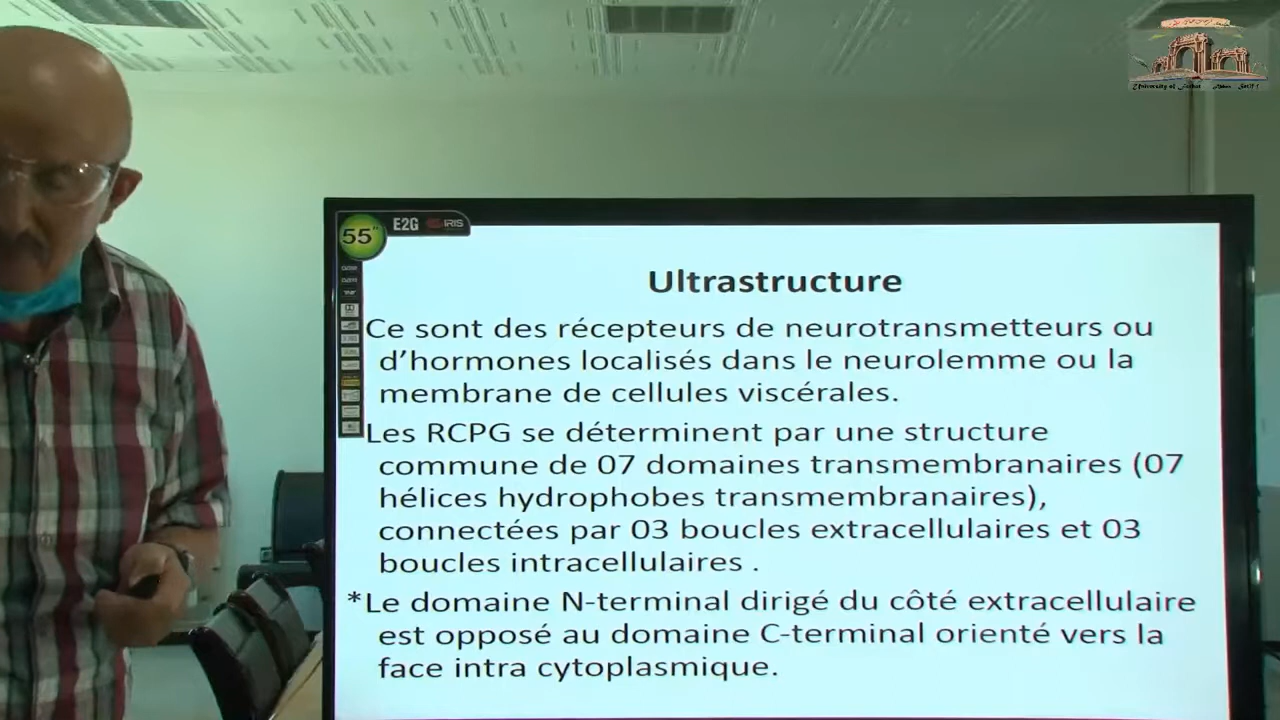 55"
E2G
IRIS
Ultrastructure
Ce sont des récepteurs de neurotransmetteurs ou
d'hormones localisés dans le neurolemme ou la
membrane de cellules viscérales.
Les RCPG se déterminent par une structure
commune de 07 domaines transmembranaires (07
hélices hydrophobes transmembranaires),
connectées par 03 boucles extracellulaires et 03
boucles intracellulaires .
*Le domaine N-terminal dirigé du côté extracellulaire
est opposé au domaine C-terminal orienté vers la
face intra cytoplasmique.
University of